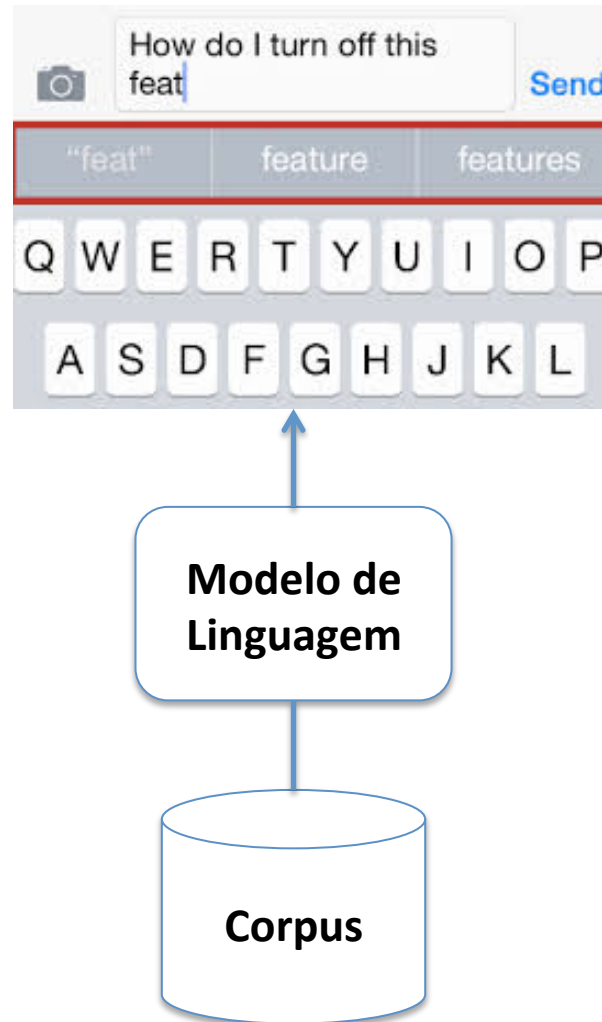 How do I turn off this
feat
Send
“feat” feature features
Q W E R T Y U I O P
A S D F G H J K L
Modelo de
Linguagem
Corpus